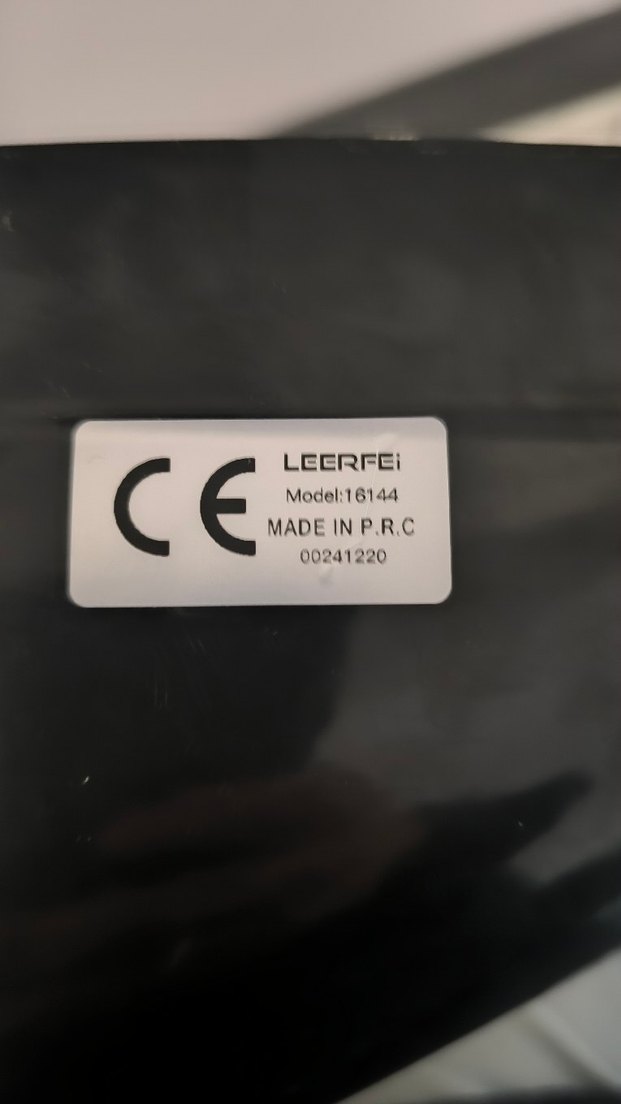 CE
LEERFEi
Model:16144
MADE IN P.R.C
00241220